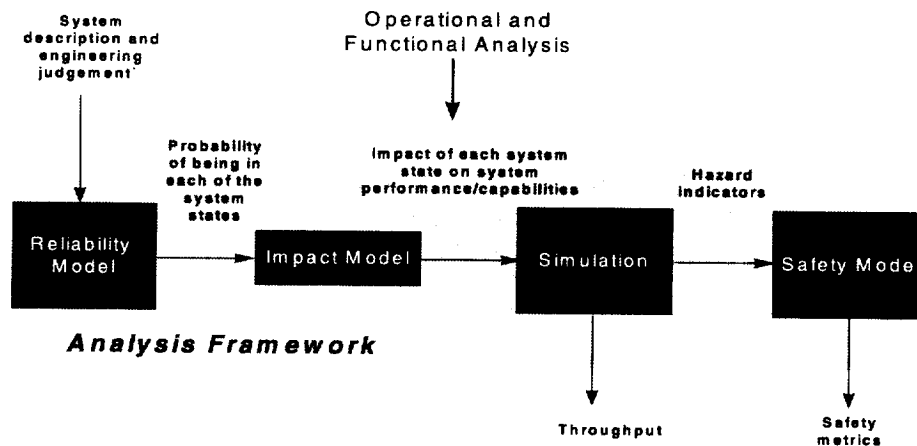 System
description and
engineering
judgement
Operational and
Functional Analysis
Probability
of being in
each of the
system
states
Impact of each system
state on system
performance/capabilities
Hazard
indicators
Reliability
Model
Impact Model
Simulation
Safety Mode
Analysis Framework
Throughput
Safety
metrics